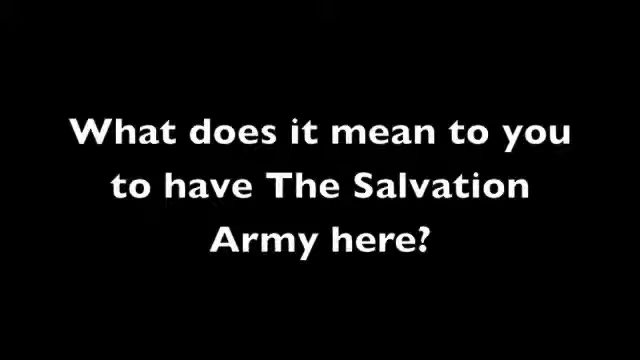 What does it mean to you
to have The Salvation
Army here?